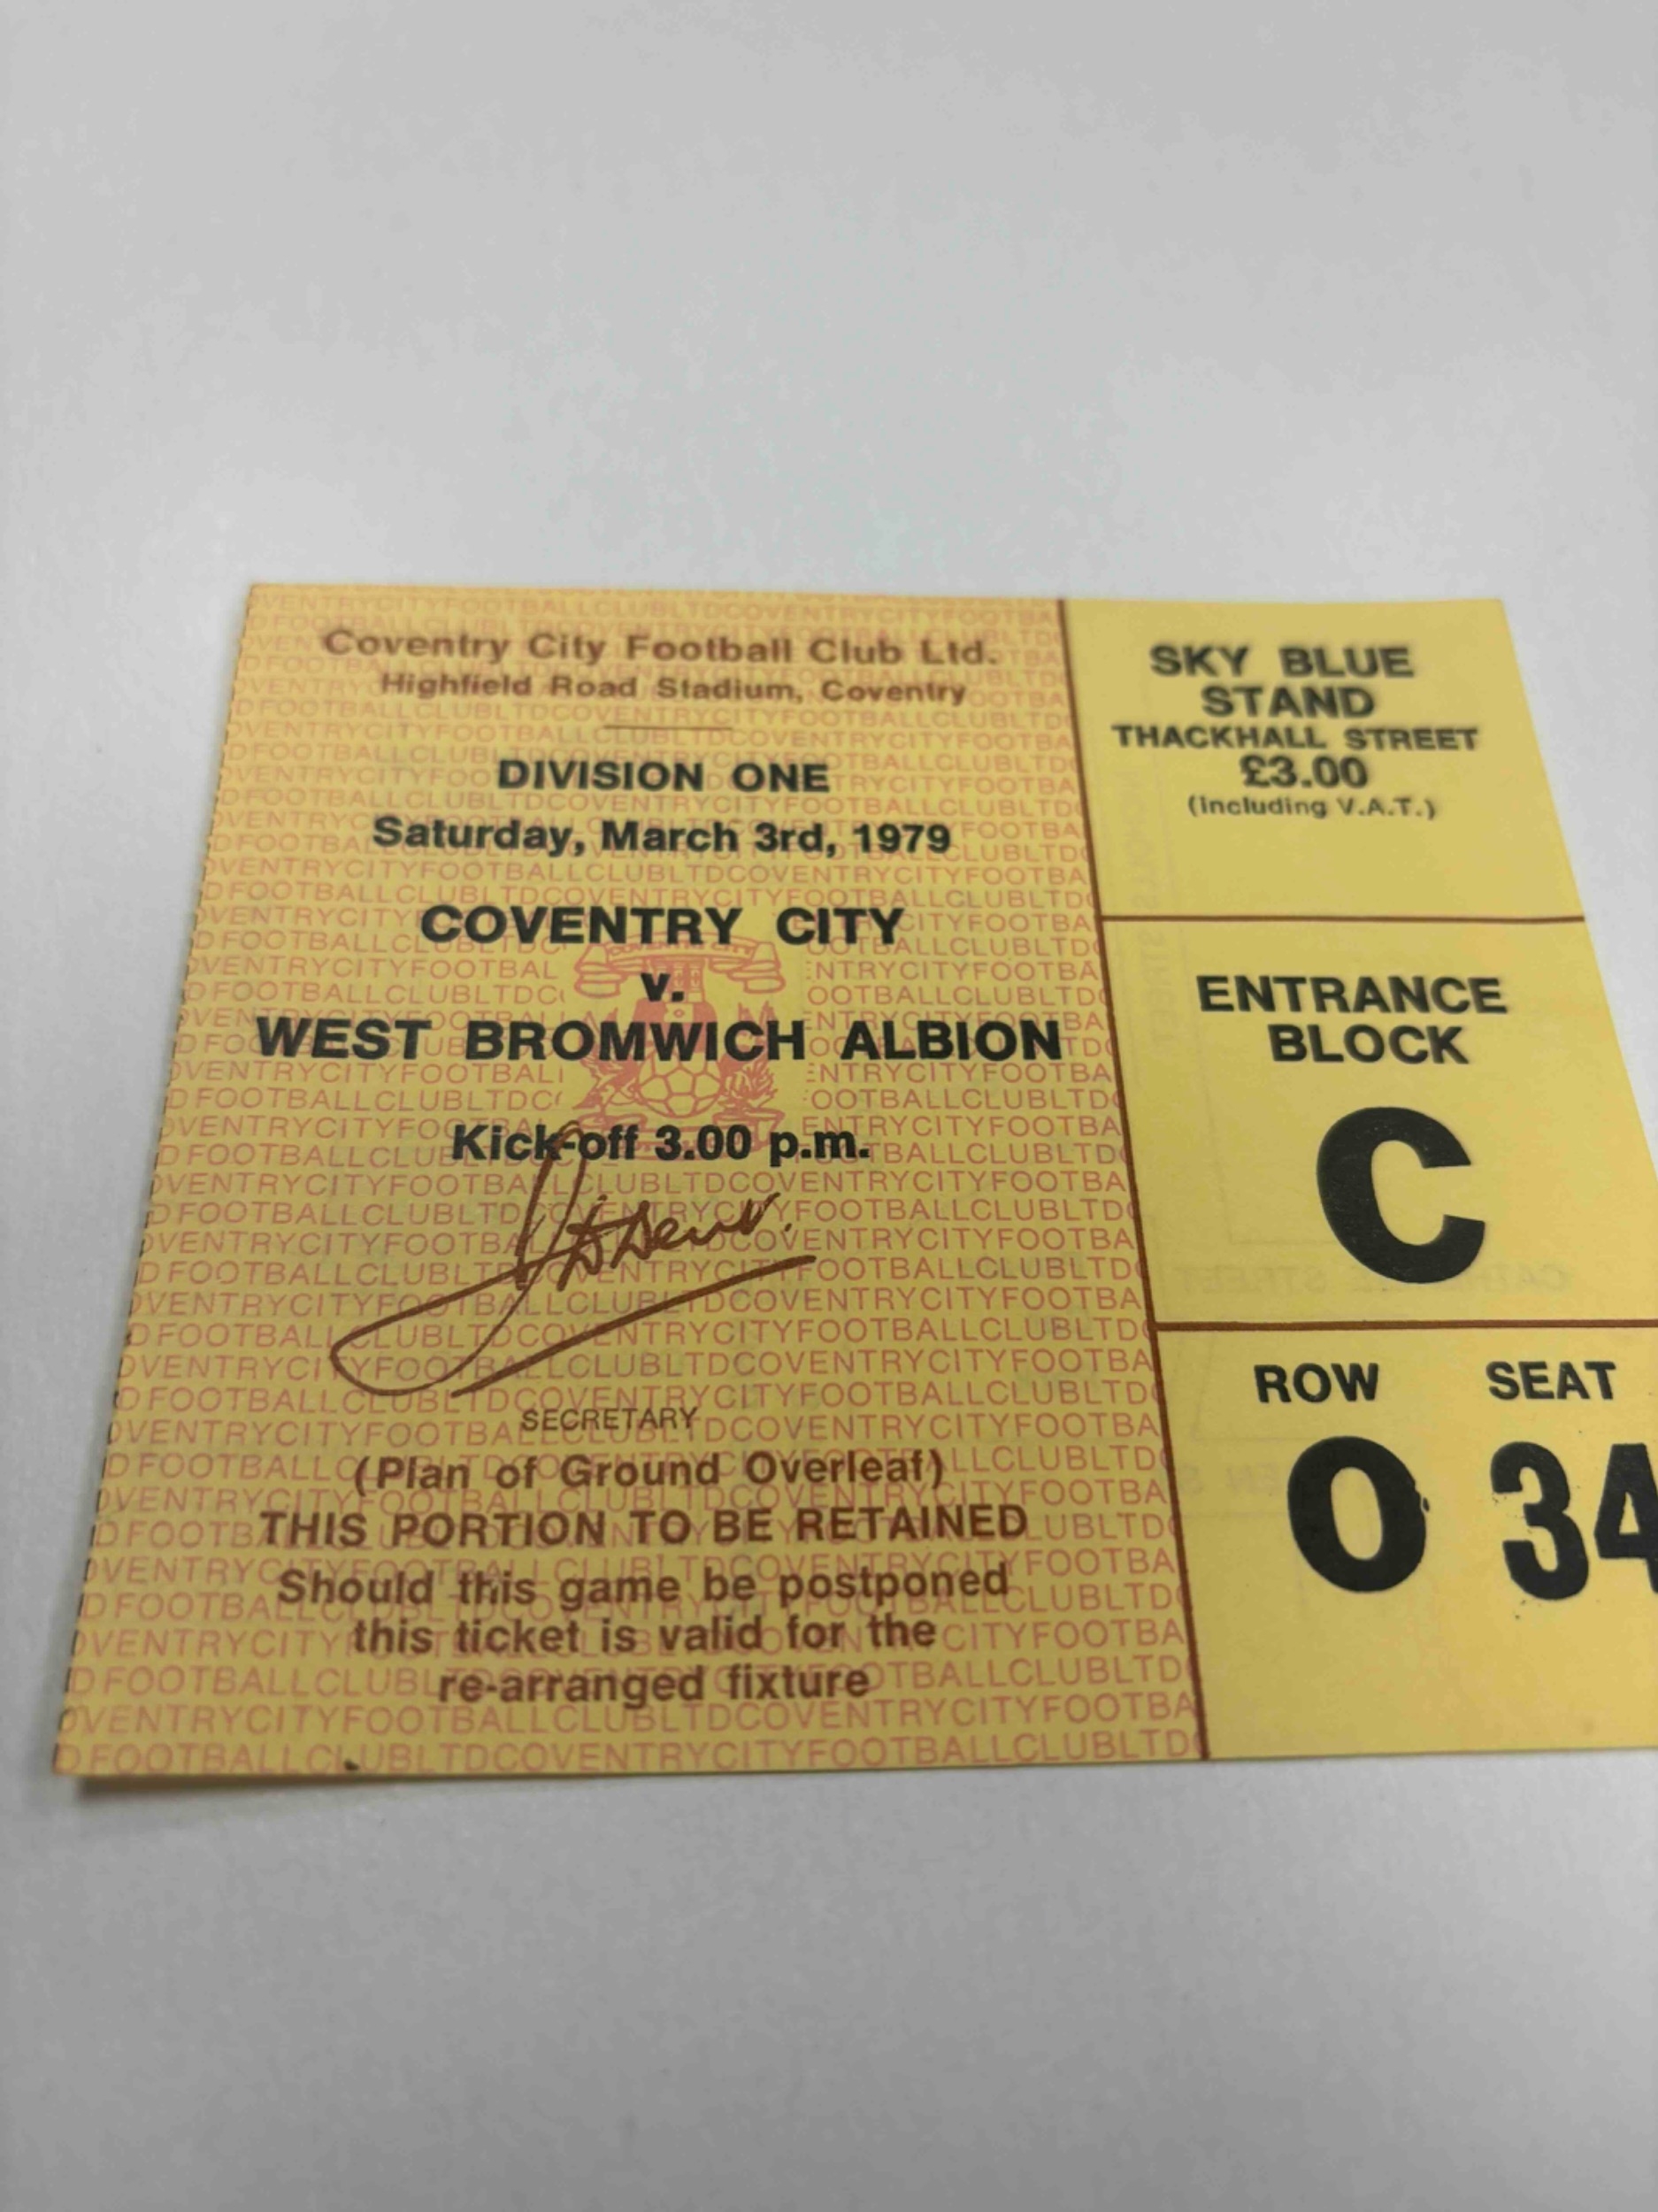 Coventry City Football Club Ltd.
Highfield Road Stadium, Coventry
DIVISION ONE
Saturday, March 3rd, 1979
COVENTRY CITY
v.
WEST BROMWICH ALBION
Kick-off 3.00 p.m.
SECRETARY
(Plan of Ground Overleaf)
THIS PORTION TO BE RETAINED
Should this game be postponed
this ticket is valid for the
re-arranged fixture
SKY BLUE
STAND
THACKHALL STREET
£3.00
(Including V.A.T.)
ENTRANCE
BLOCK
C
ROW SEAT
O 34